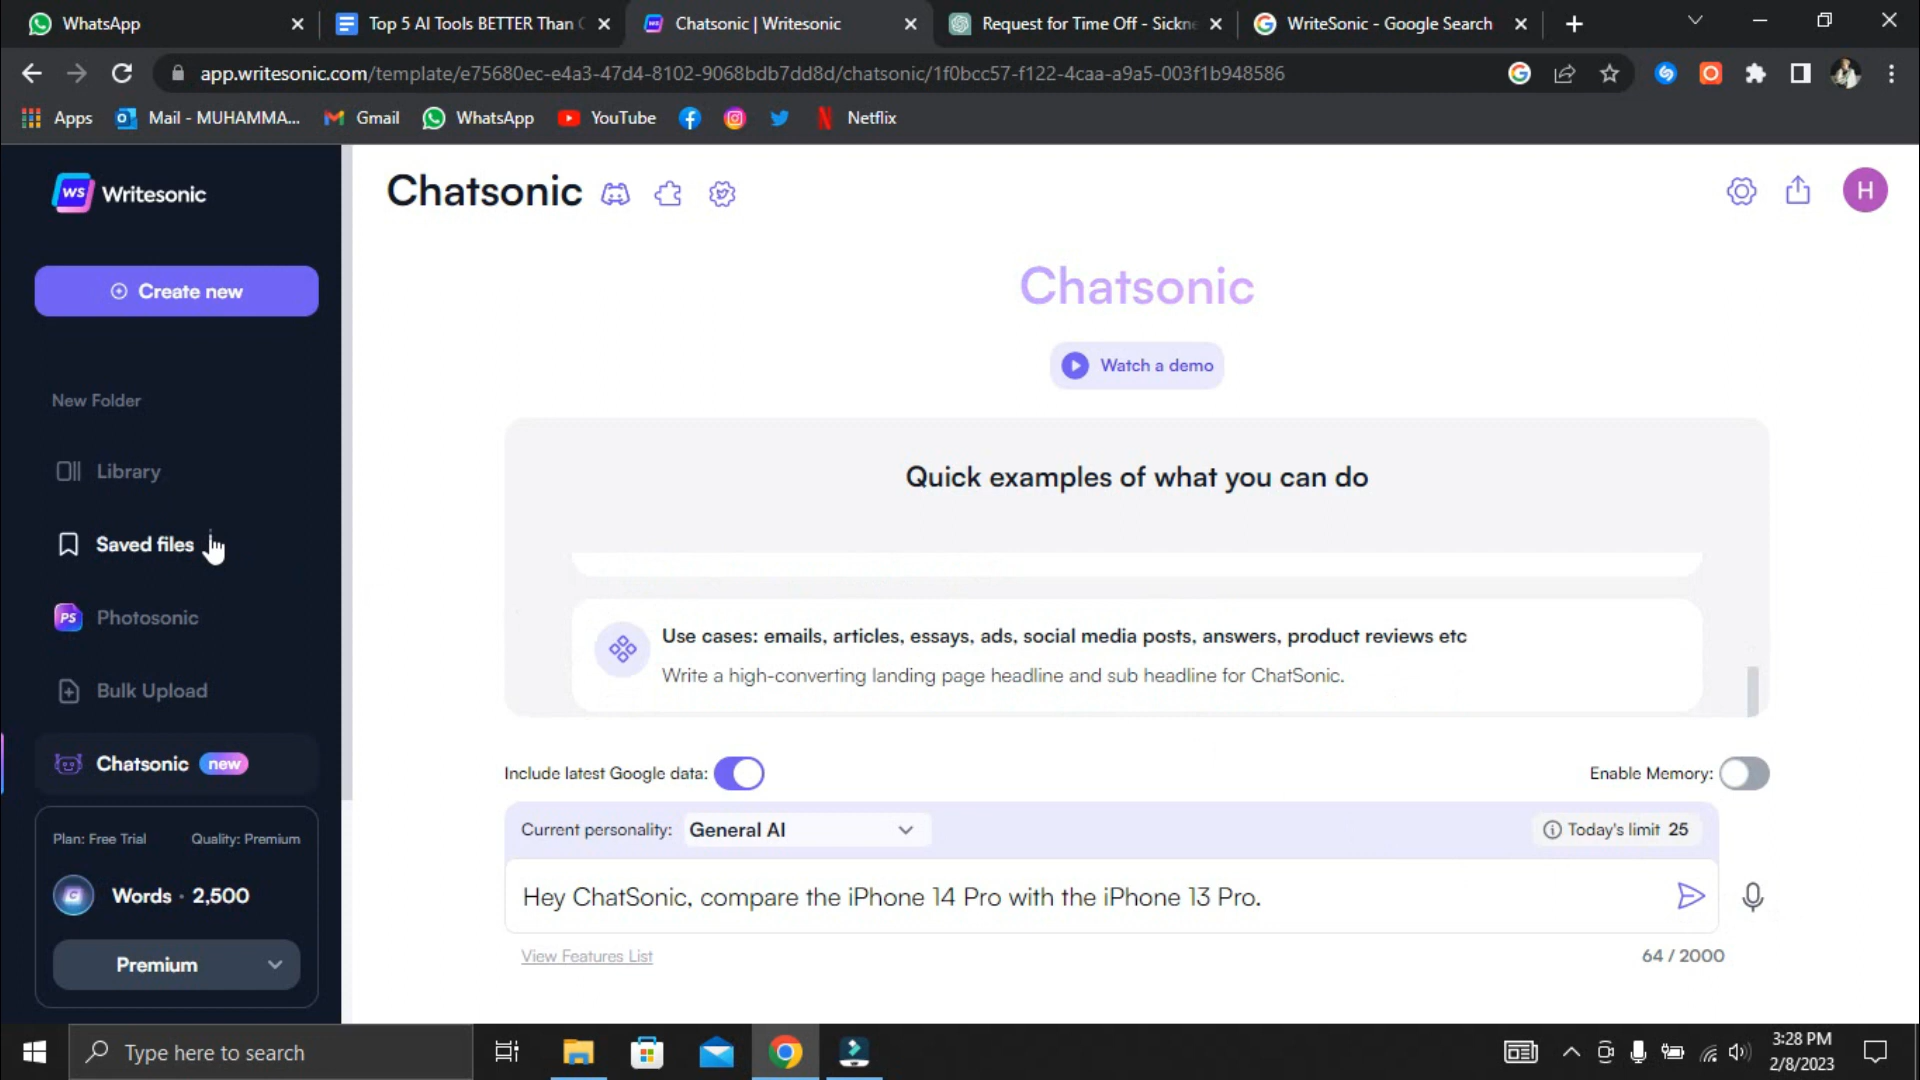 WhatsApp
Top 5 AI Tools BETTER Than
Chatsonic | Writesonic
Request for Time Off - Sickne
WriteSonic - Google Search
app.writesonic.com/template/e75680ec-e4a3-47d4-8102-9068bdb7dd8d/chatsonic/1f0bcc57-f122-4caa-a9a5-003f1b948586
Apps
Mail - MUHAMMA...
Gmail
WhatsApp
YouTube
Netflix
WS Writesonic
Create new
New Folder
Library
Saved files
PS Photosonic
Bulk Upload
Chatsonic new
Plan: Free Trial
Quality: Premium
Words · 2,500
Premium
Chatsonic
H
Chatsonic
Watch a demo
Quick examples of what you can do
Use cases: emails, articles, essays, ads, social media posts, answers, product reviews etc
Write a high-converting landing page headline and sub headline for ChatSonic.
Include latest Google data:
Enable Memory:
Current personality: General AI
Today's limit 25
Hey ChatSonic, compare the iPhone 14 Pro with the iPhone 13 Pro.
View Features List
64 / 2000
Type here to search
3:28 PM
2/8/2023